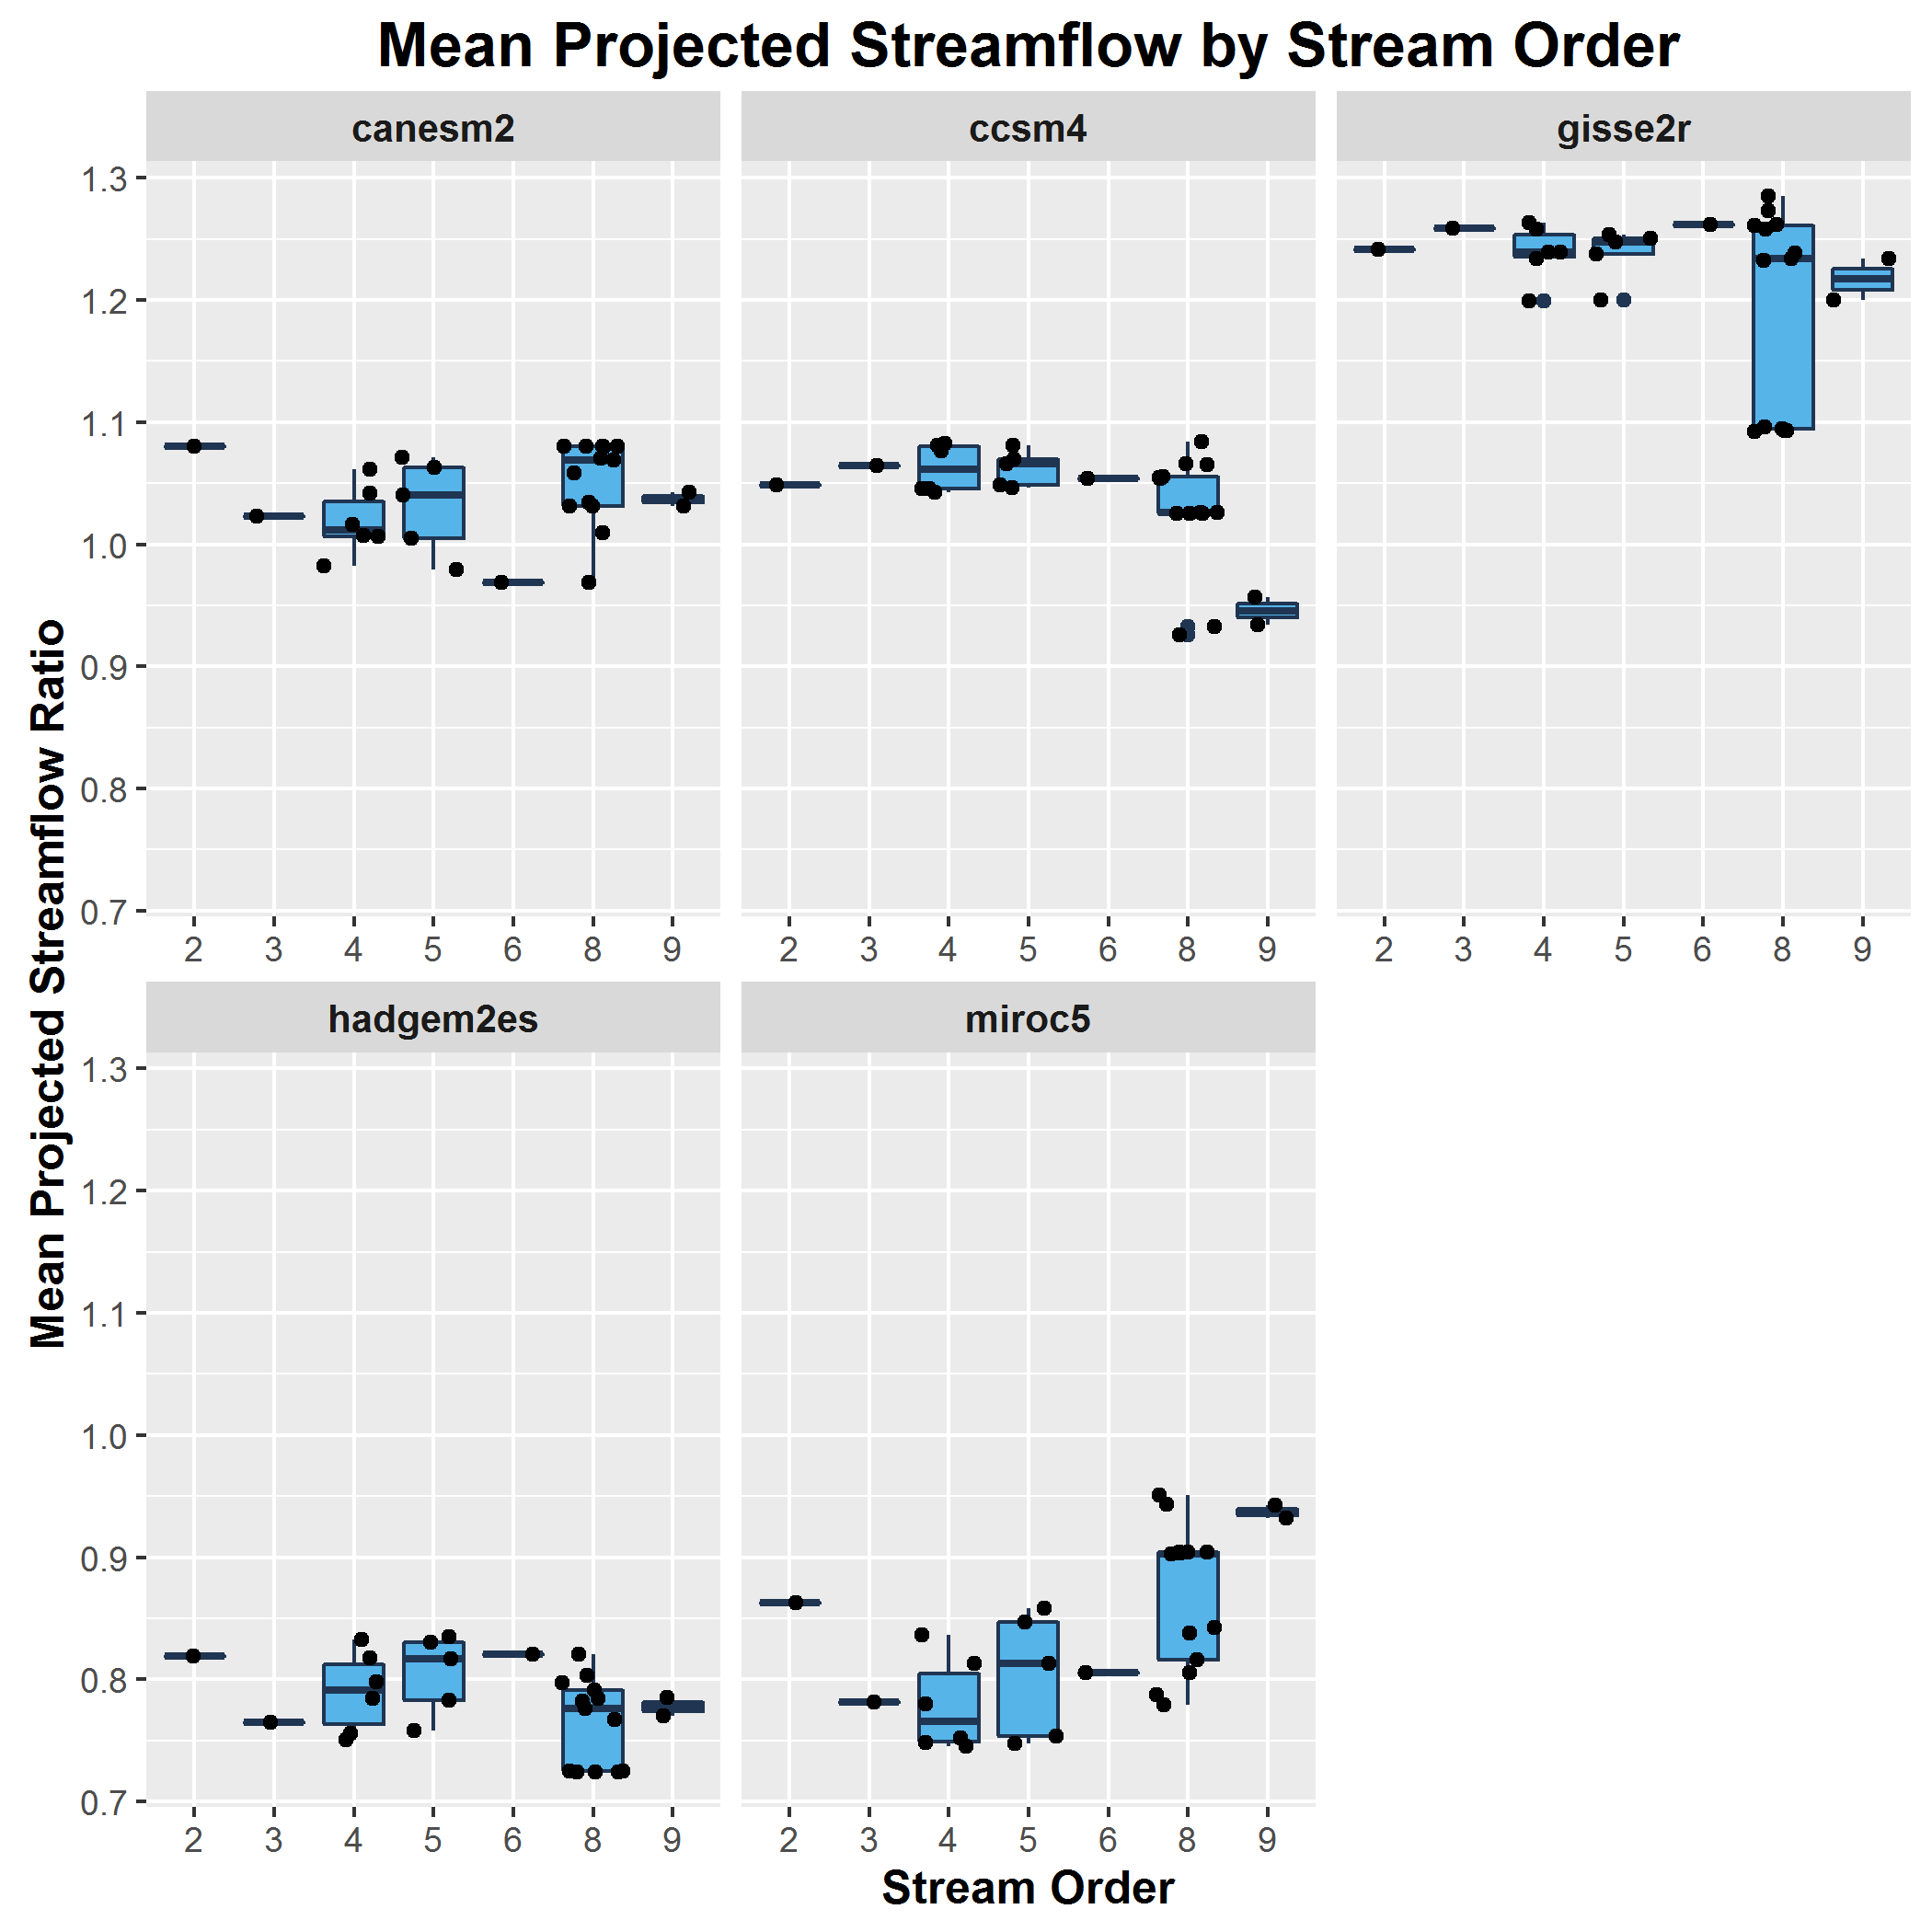 Mean Projected Streamflow by Stream Order
canesm2
ccsm4
gisse2r
Mean Projected Streamflow Ratio
1.3
1.2
1.1
1.0
0.9
0.8
0.7
2 3 4 5 6 8 9
2 3 4 5 6 8 9
2 3 4 5 6 8 9
hadgem2es
miroc5
1.3
1.2
1.1
1.0
0.9
0.8
0.7
2 3 4 5 6 8 9
2 3 4 5 6 8 9
Stream Order